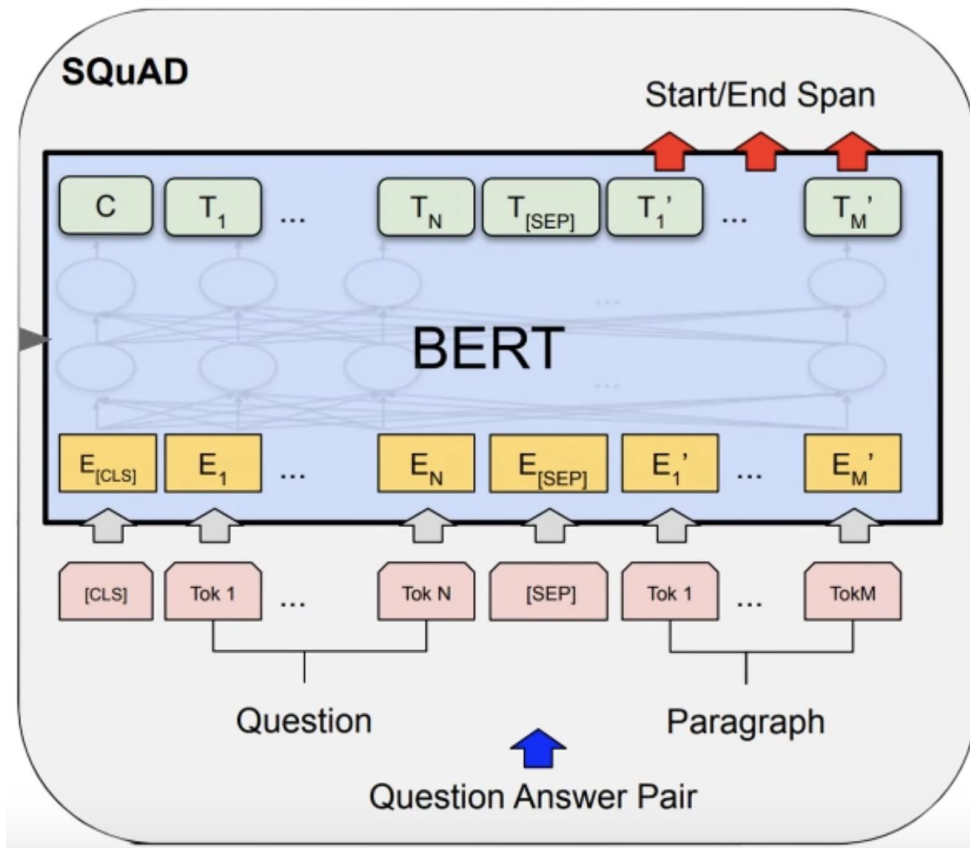 SQuAD
Start/End Span
C T1 ... TN T[SEP] T1’ ... TM’
...
BERT
...
E[CLS] E1 ... EN E[SEP] E1’ ... EM’
[CLS] Tok 1 ... Tok N [SEP] Tok 1 ... TokM
Question Paragraph
Question Answer Pair